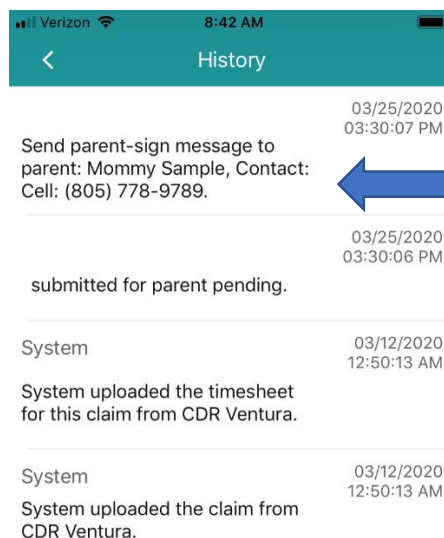 Verizon 8:42 AM
History
03/25/2020
03:30:07 PM
Send parent-sign message to
parent: Mommy Sample, Contact:
Cell: (805) 778-9789.
03/25/2020
03:30:06 PM
submitted for parent pending.
System 03/12/2020
12:50:13 AM
System uploaded the timesheet
for this claim from CDR Ventura.
System 03/12/2020
12:50:13 AM
System uploaded the claim from
CDR Ventura.